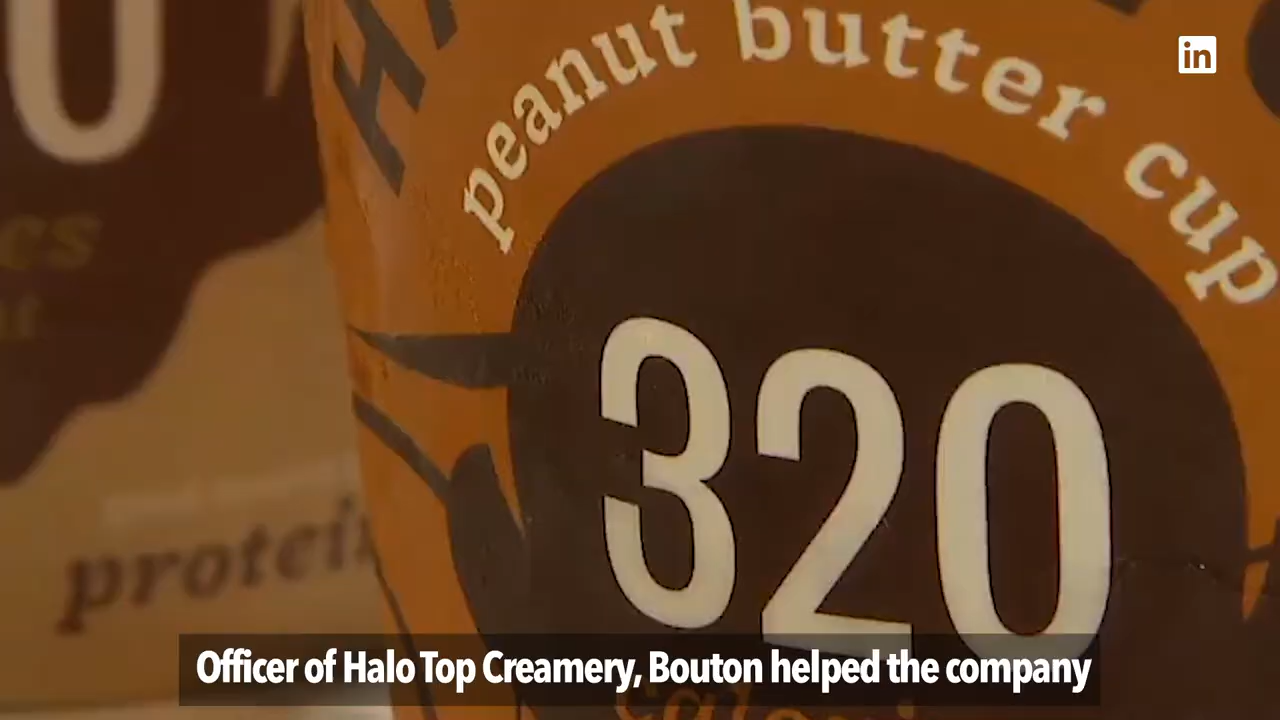 in
peanut butter cup
320
protein
Officer of Halo Top Creamery, Bouton helped the company